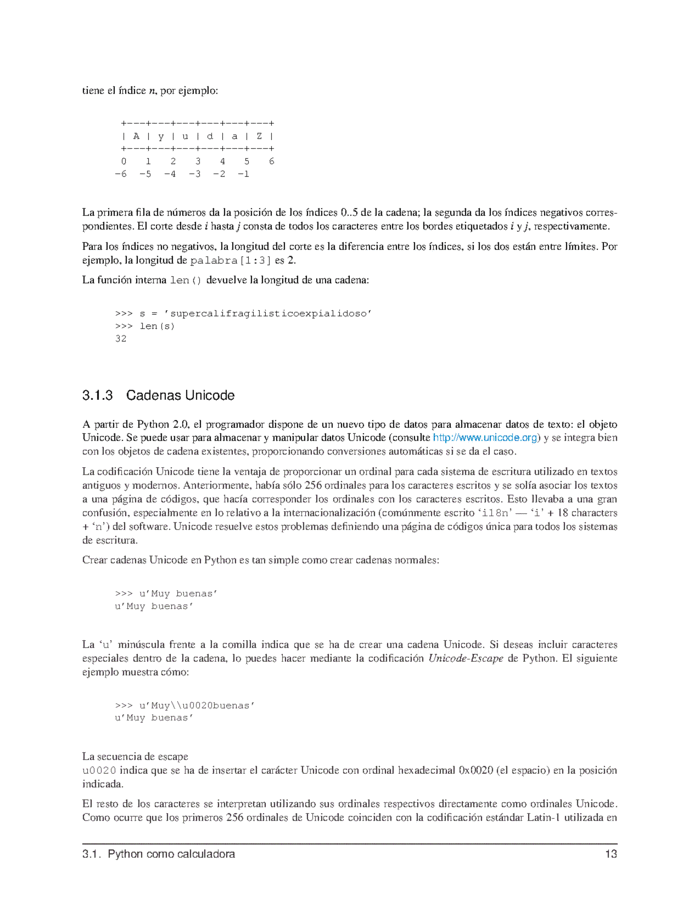 tiene el índice n, por ejemplo:
+---+---+---+---+---+---+
| A | y | u | d | a | Z |
+---+---+---+---+---+---+
0 1 2 3 4 5 6
-6 -5 -4 -3 -2 -1
La primera fila de números da la posición de los índices 0..5 de la cadena; la segunda da los índices negativos corres-
pondientes. El corte desde i hasta j consta de todos los caracteres entre los bordes etiquetados i y j, respectivamente.
Para los índices no negativos, la longitud del corte es la diferencia entre los índices, si los dos están entre límites. Por
ejemplo, la longitud de palabra[1:3] es 2.
La función interna len() devuelve la longitud de una cadena:
>>> s = 'supercalifragilisticoexpialidoso'
>>> len(s)
32
3.1.3 Cadenas Unicode
A partir de Python 2.0, el programador dispone de un nuevo tipo de datos para almacenar datos de texto: el objeto
Unicode. Se puede usar para almacenar y manipular datos Unicode (consulte http://www.unicode.org) y se integra bien
con los objetos de cadena existentes, proporcionando conversiones automáticas si se da el caso.
La codificación Unicode tiene la ventaja de proporcionar un ordinal para cada sistema de escritura utilizado en textos
antiguos y modernos. Anteriormente, había sólo 256 ordinales para los caracteres escritos y se solía asociar los textos
a una página de códigos, que hacía corresponder los ordinales con los caracteres escritos. Esto llevaba a una gran
confusión, especialmente en lo relativo a la internacionalización (comúnmente escrito ‘i18n’ — ‘i’ + 18 characters
+ ‘n’) del software. Unicode resuelve estos problemas definiendo una página de códigos única para todos los sistemas
de escritura.
Crear cadenas Unicode en Python es tan simple como crear cadenas normales:
>>> u'Muy buenas'
u'Muy buenas'
La ‘u’ minúscula frente a la comilla indica que se ha de crear una cadena Unicode. Si deseas incluir caracteres
especiales dentro de la cadena, lo puedes hacer mediante la codificación Unicode-Escape de Python. El siguiente
ejemplo muestra cómo:
>>> u'Muy\\u0020buenas'
u'Muy buenas'
La secuencia de escape
u0020 indica que se ha de insertar el carácter Unicode con ordinal hexadecimal 0x0020 (el espacio) en la posición
indicada.
El resto de los caracteres se interpretan utilizando sus ordinales respectivos directamente como ordinales Unicode.
Como ocurre que los primeros 256 ordinales de Unicode coinciden con la codificación estándar Latin-1 utilizada en
3.1. Python como calculadora 13